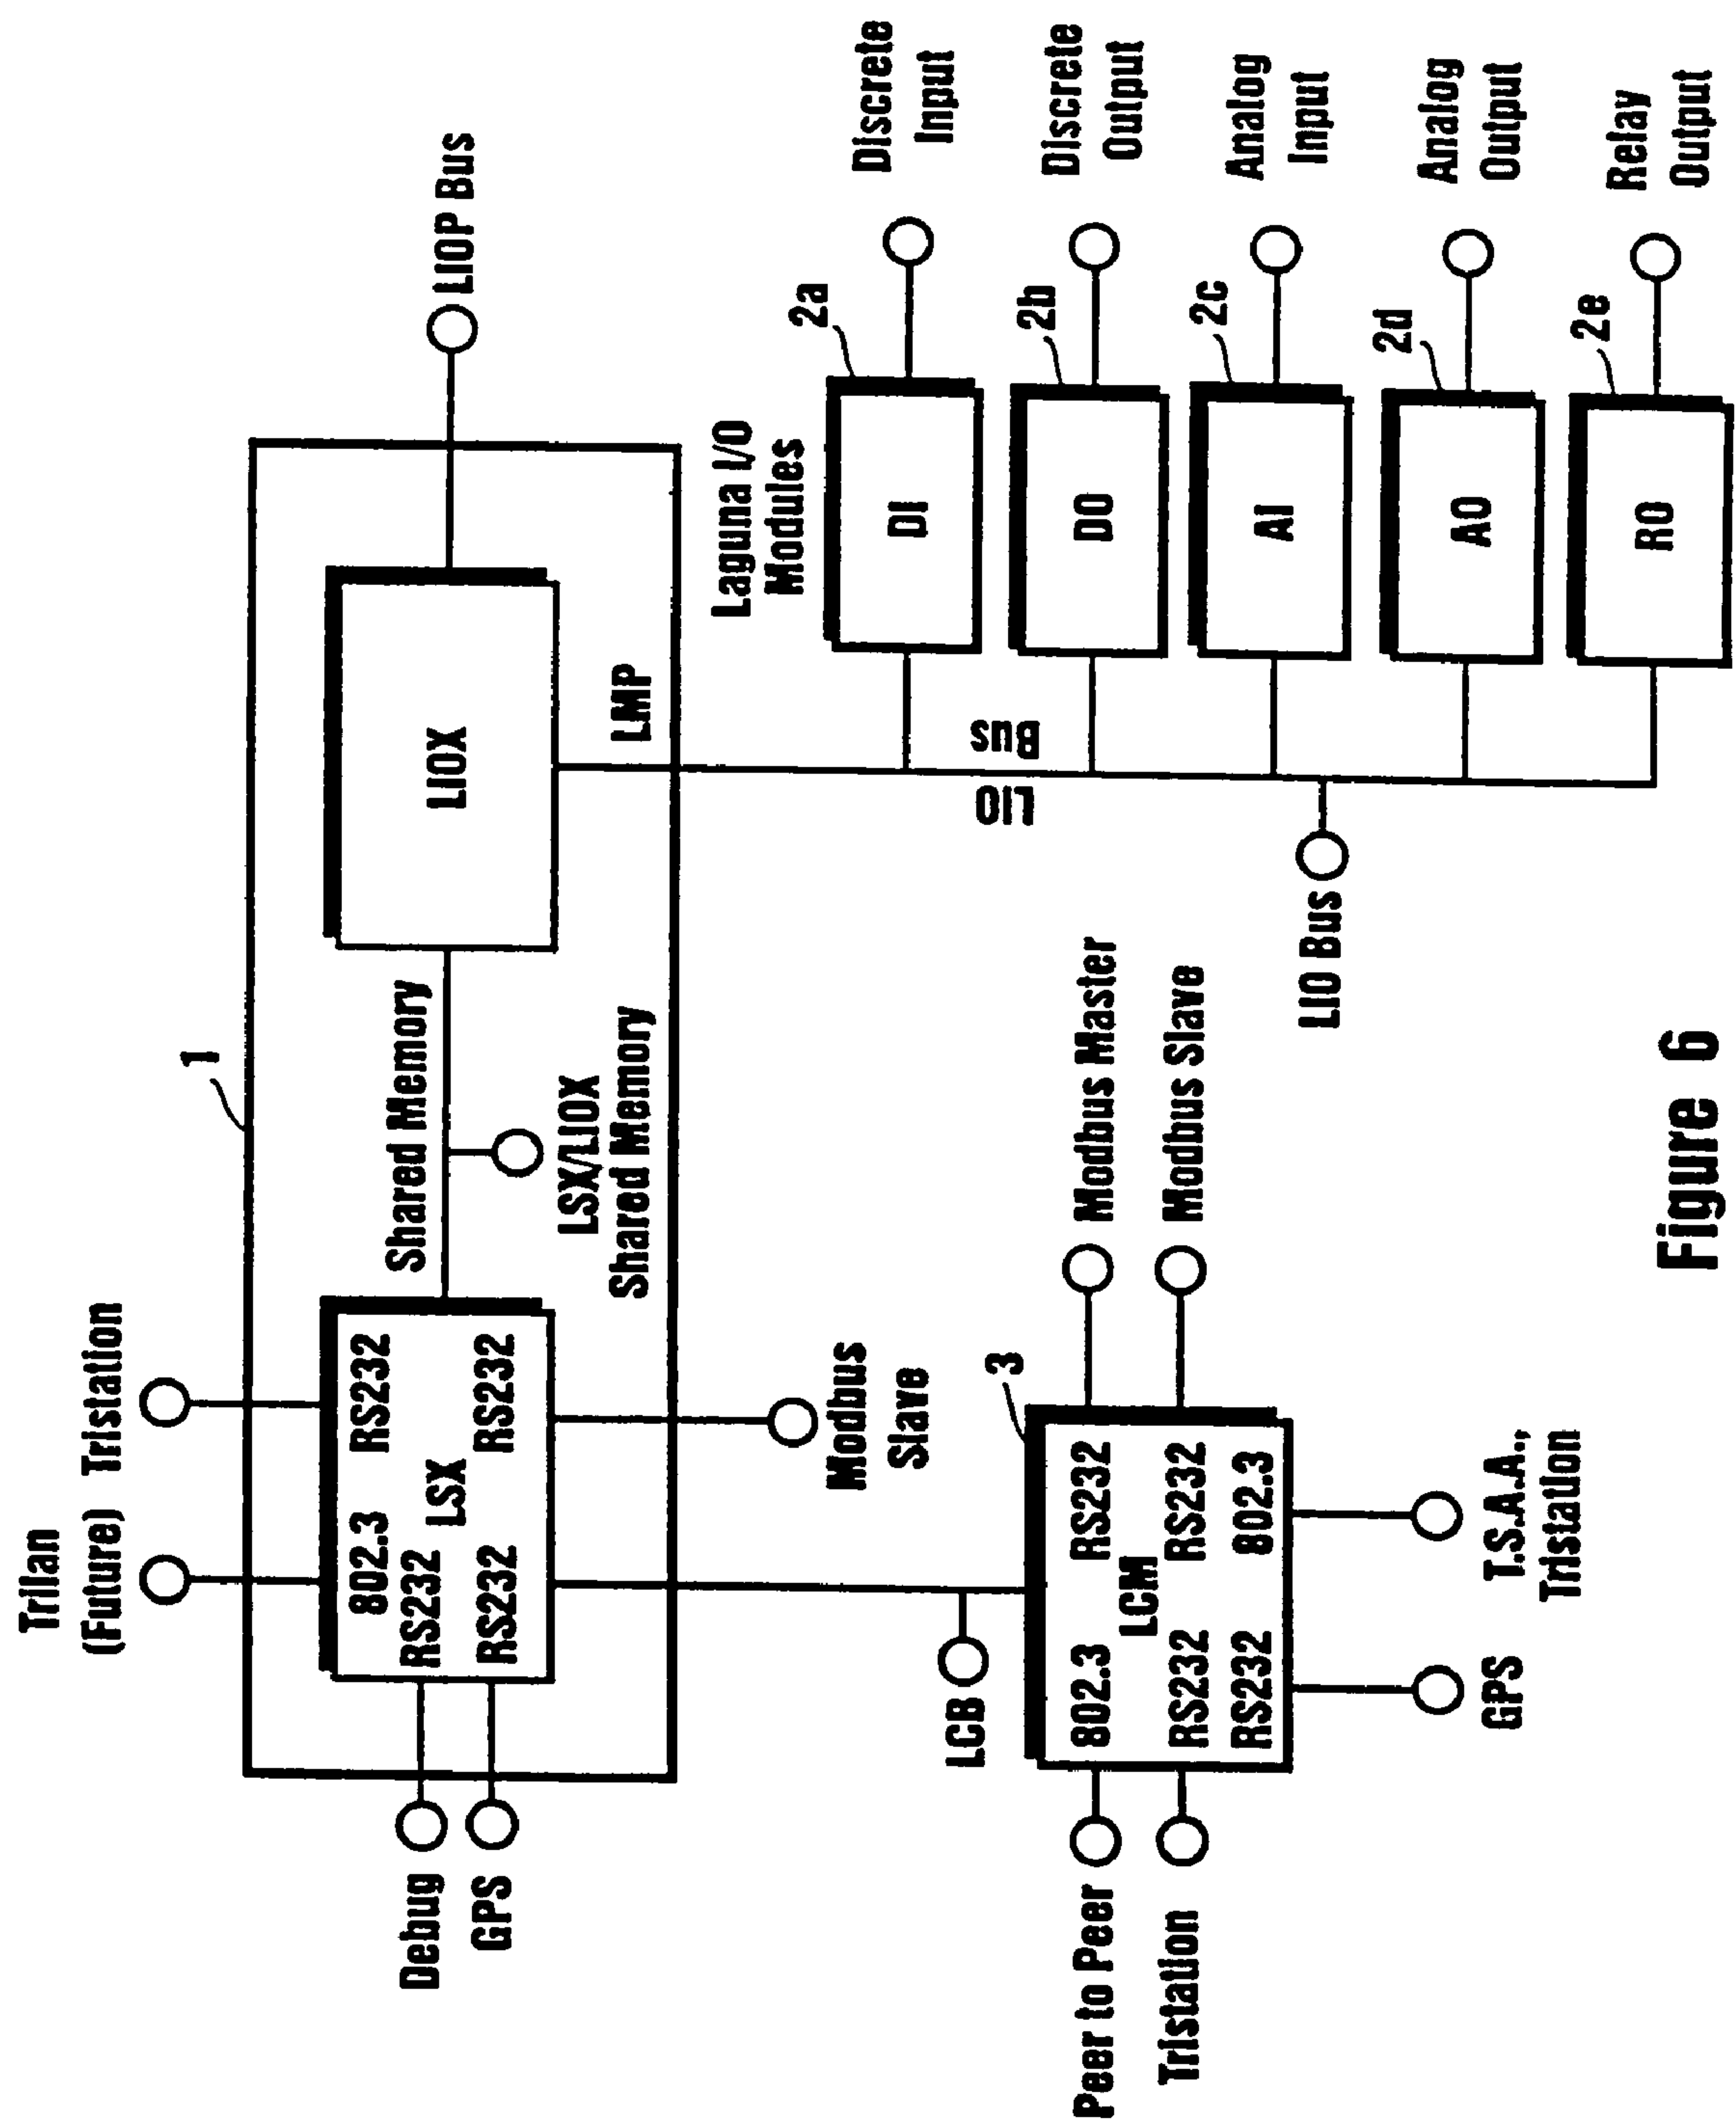 Trilan
(Future)
Tristation
1
Debug
GPS
802.3
RS232
RS232
LSX
RS232
RS232
Shared Memory
LSX/LIOX
Shared Memory
LIOX
LIOP Bus
LMP
Modbus
Slave
LCB
LIO
Bus
LIO Bus
Laguna I/O
Modules
DI
2a
Discrete
Input
DO
2b
Discrete
Output
AI
2c
Analog
Input
AO
2d
Analog
Output
RO
2e
Relay
Output
3
Peer to Peer
Tristation
802.3
RS232
LCM
RS232
RS232
RS232
802.3
Modbus Master
Modbus Slave
GPS
T.S.A.A.,
Tristation
Figure 6